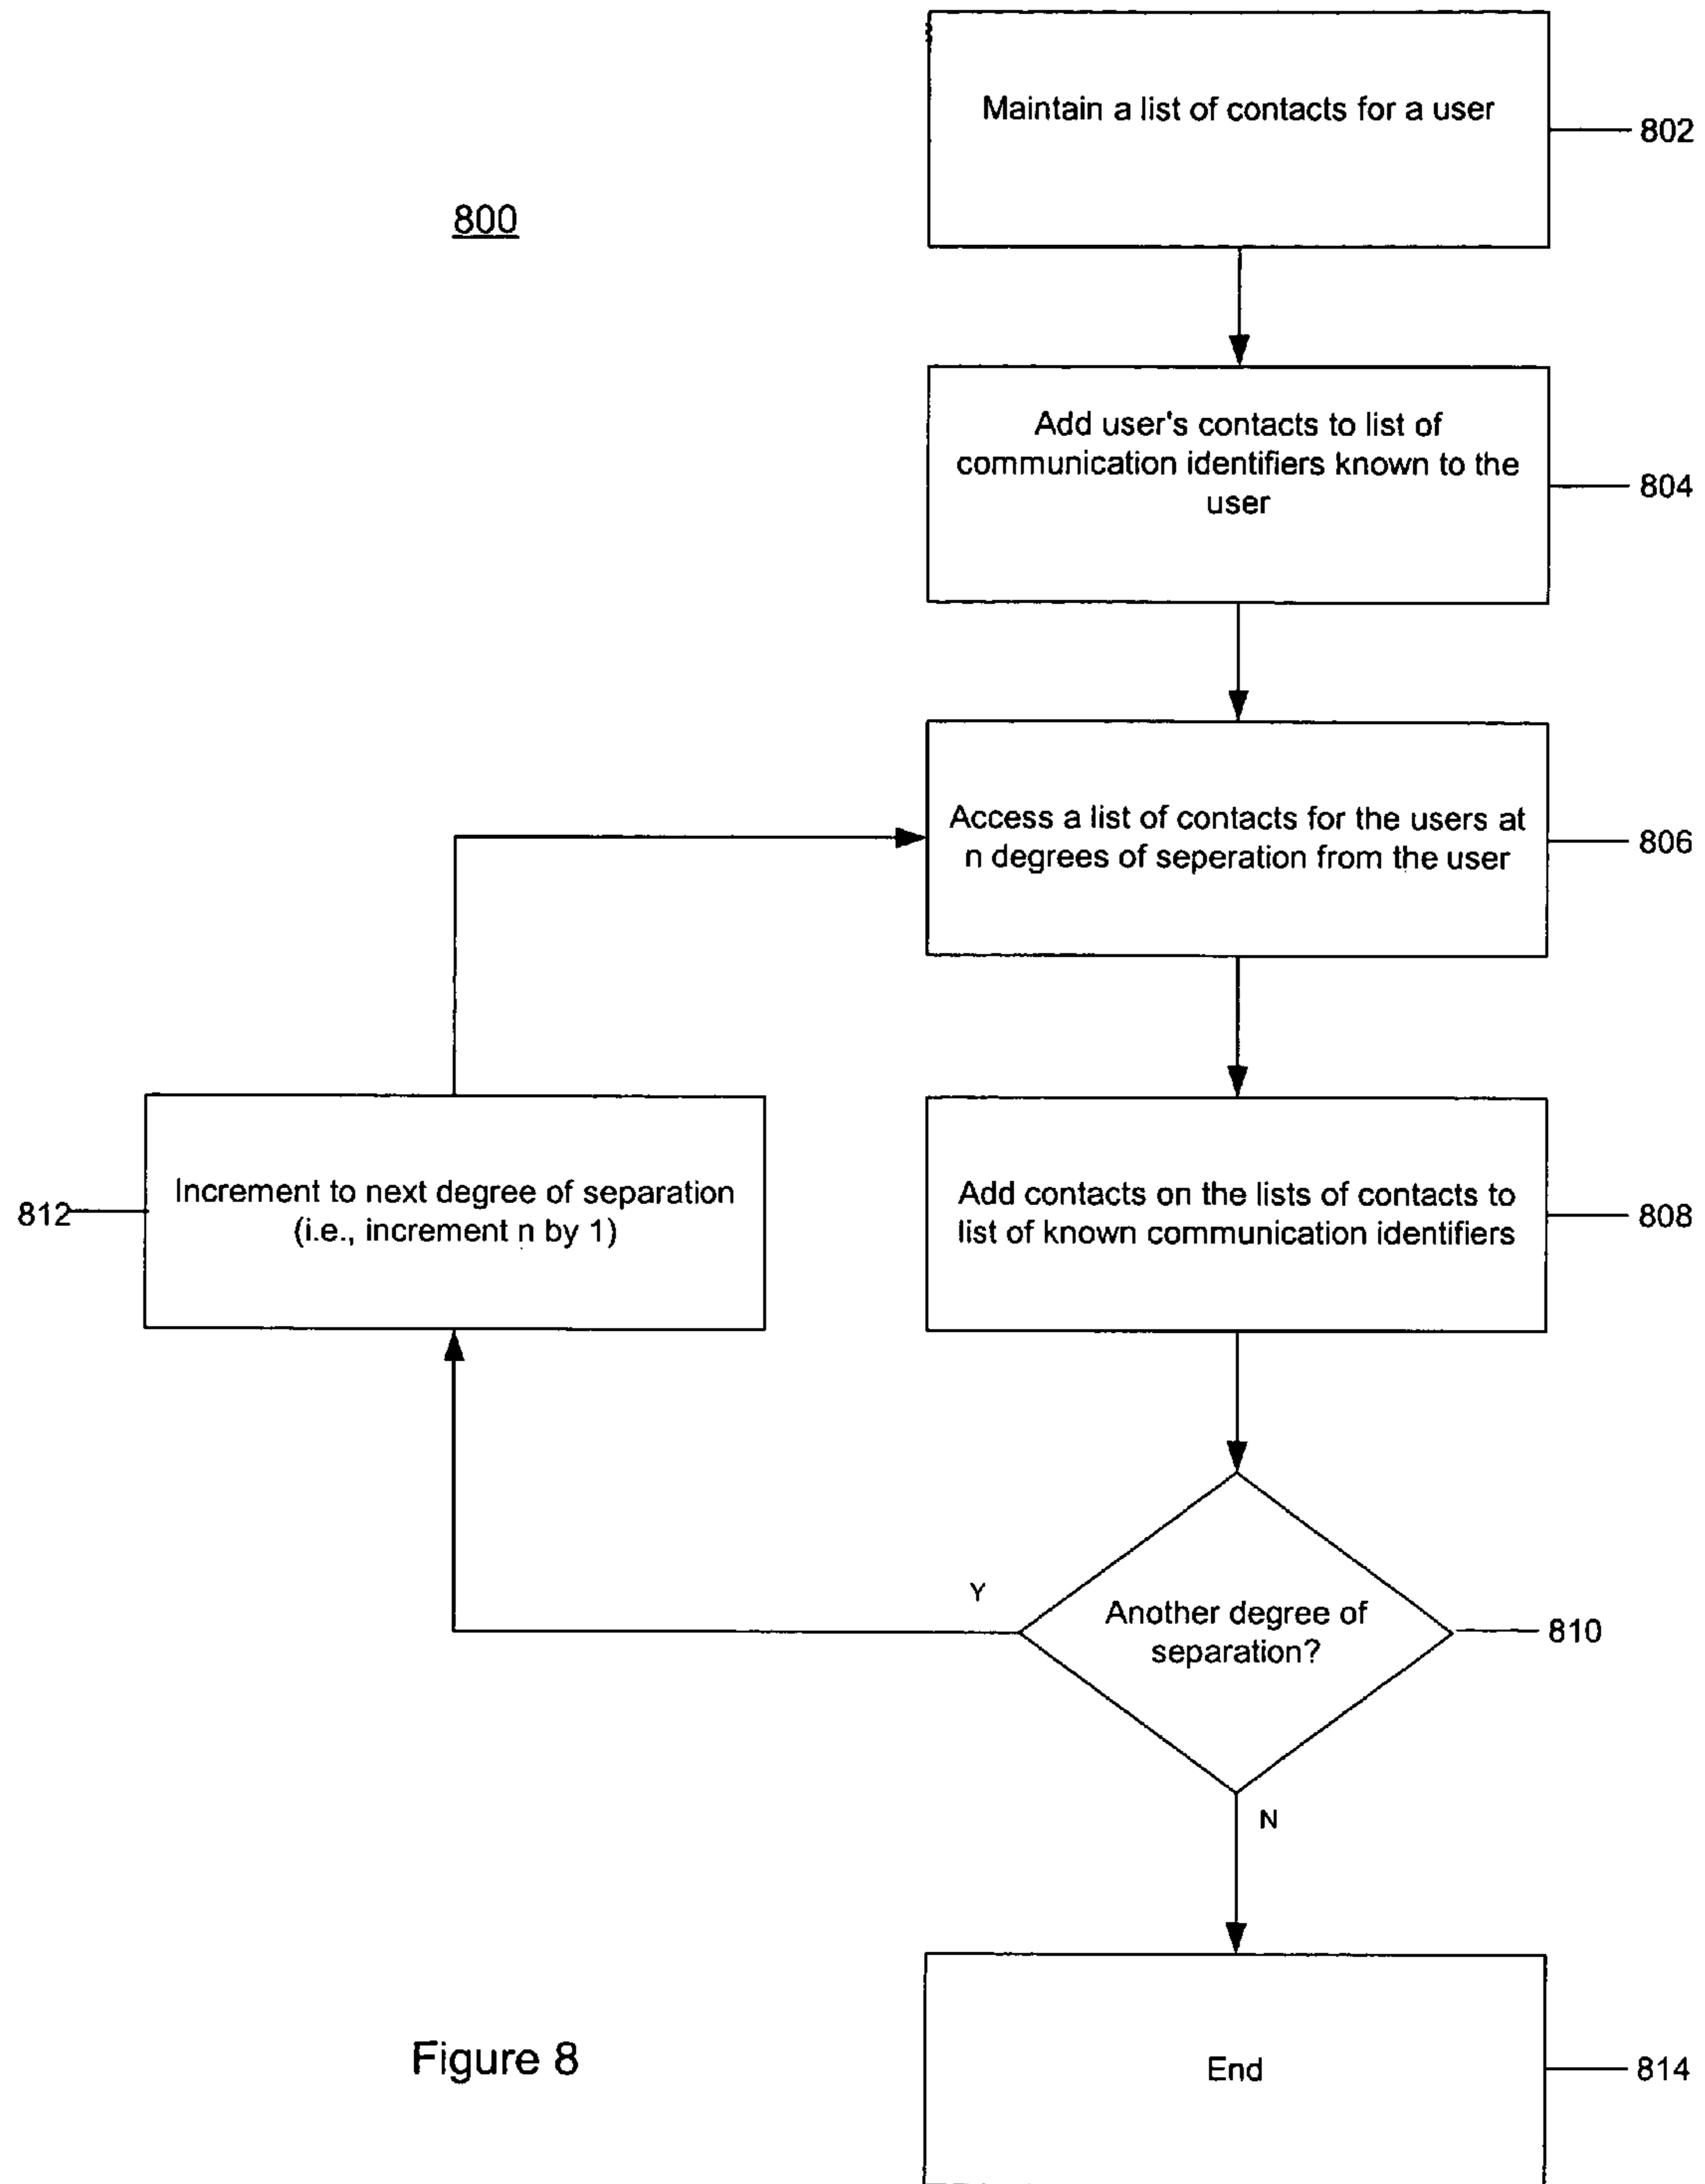 Maintain a list of contacts for a user
802
800
Add user's contacts to list of
communication identifiers known to the
user
804
Access a list of contacts for the users at
n degrees of seperation from the user
806
Increment to next degree of separation
(i.e., increment n by 1)
812
Add contacts on the lists of contacts to
list of known communication identifiers
808
Y
Another degree of
separation?
810
N
Figure 8
End
814